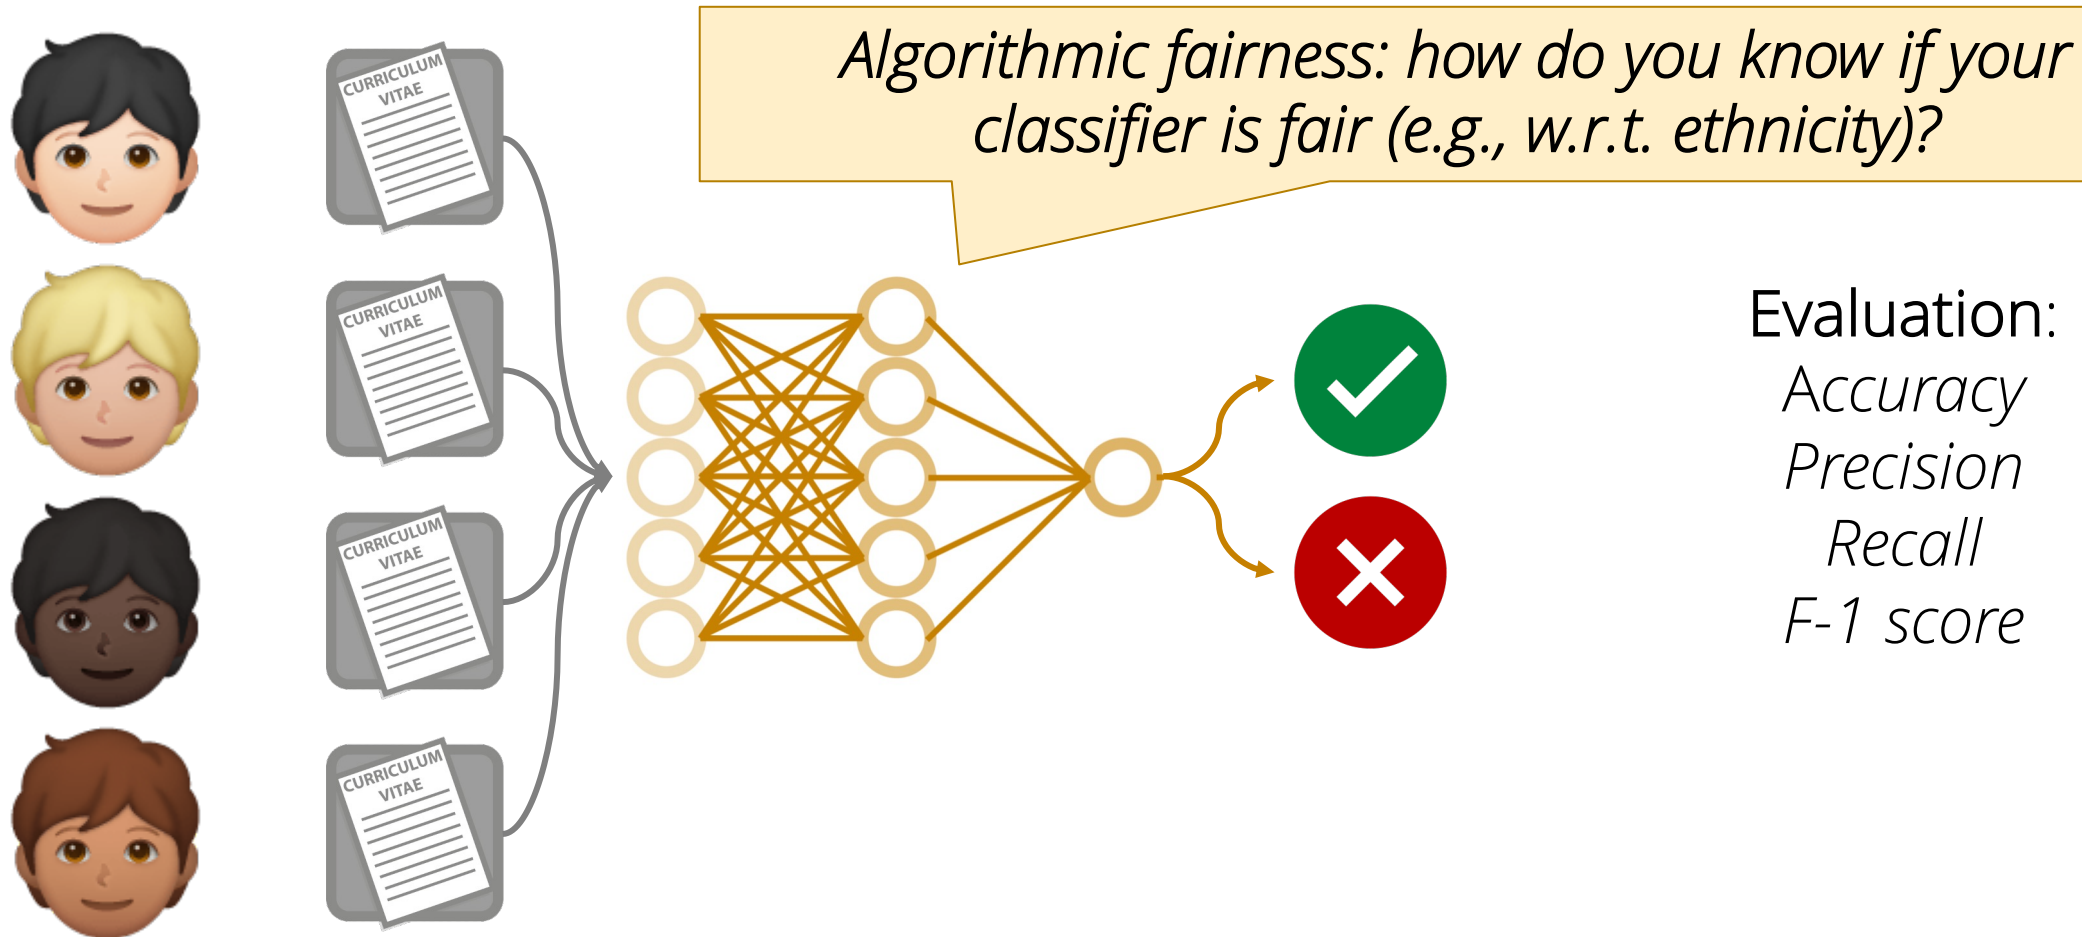 Algorithmic fairness: how do you know if your
classifier is fair (e.g., w.r.t. ethnicity)?
CURRICULUM
VITAE
CURRICULUM
VITAE
CURRICULUM
VITAE
CURRICULUM
VITAE
Evaluation:
Accuracy
Precision
Recall
F-1 score